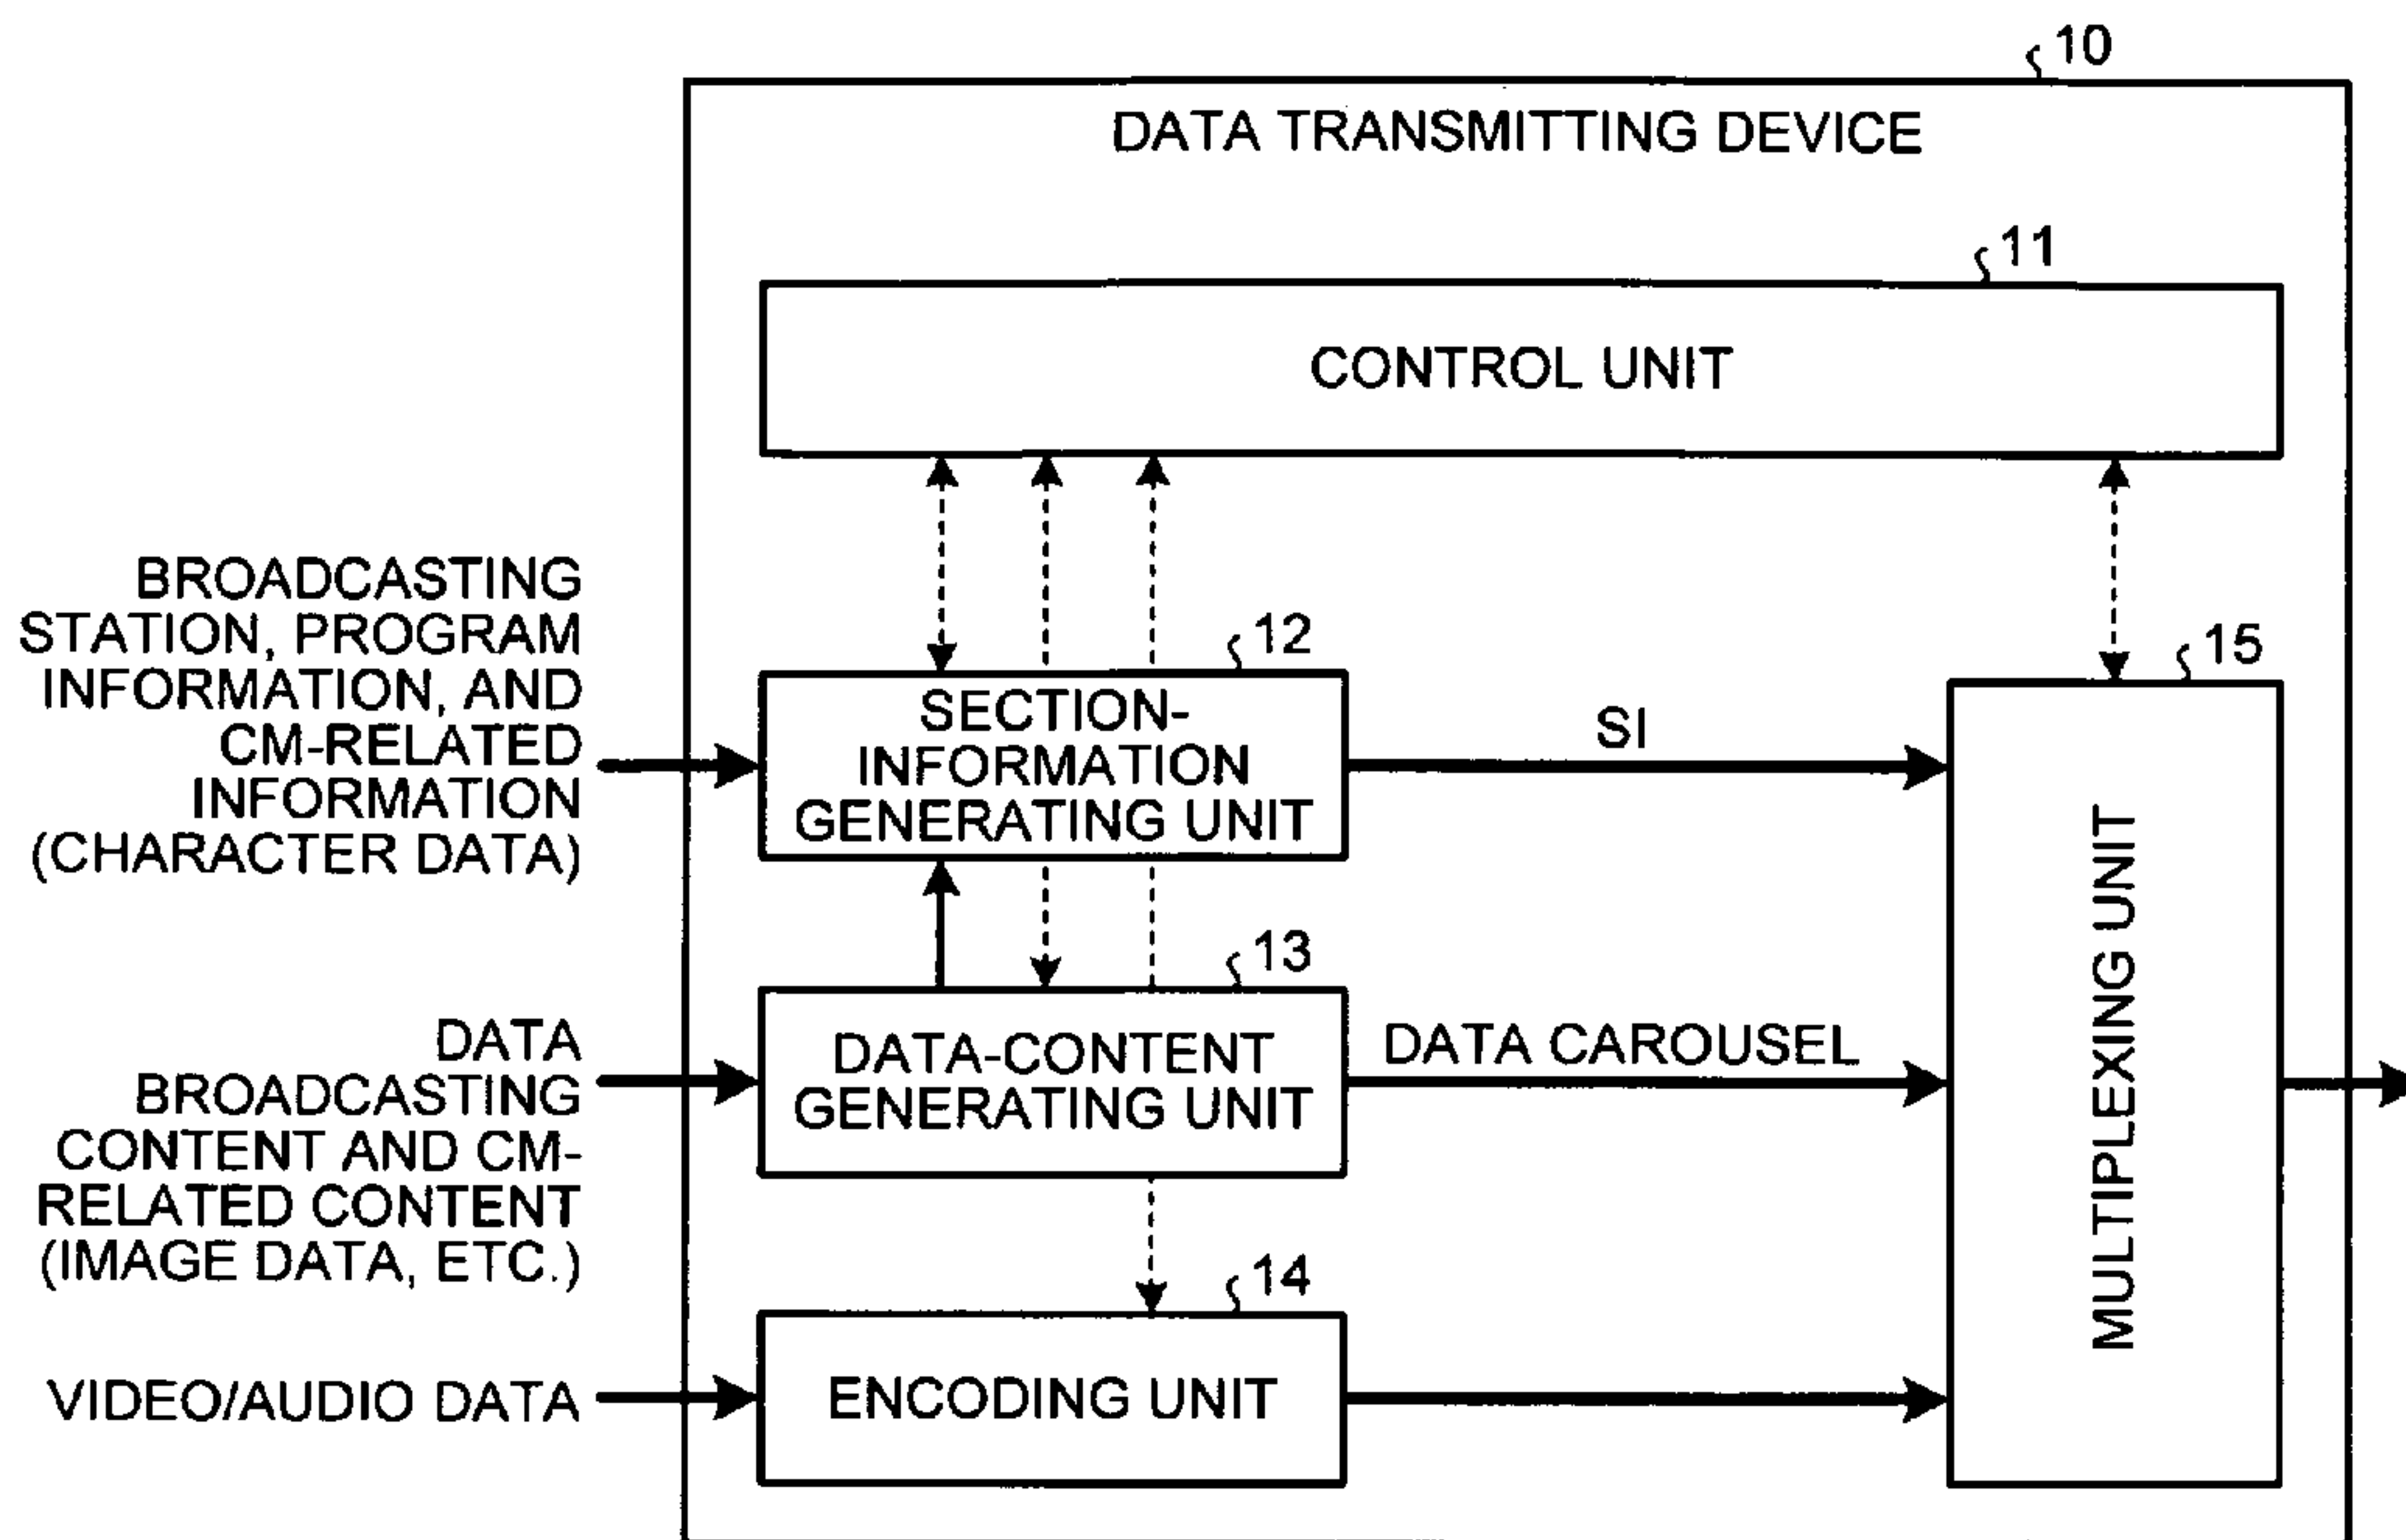 10
DATA TRANSMITTING DEVICE
11
CONTROL UNIT
BROADCASTING
STATION, PROGRAM
INFORMATION, AND
CM-RELATED
INFORMATION
(CHARACTER DATA)
12
SECTION-
INFORMATION
GENERATING UNIT
SI
15
MULTIPLEXING UNIT
DATA
BROADCASTING
CONTENT AND CM-
RELATED CONTENT
(IMAGE DATA, ETC.)
13
DATA-CONTENT
GENERATING UNIT
DATA CAROUSEL
VIDEO/AUDIO DATA
14
ENCODING UNIT